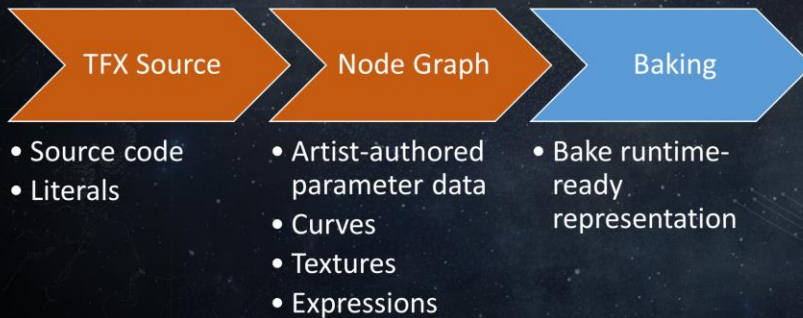 TFX Source
Node Graph
Baking
• Source code
• Literals
• Artist-authored
parameter data
• Curves
• Textures
• Expressions
• Bake runtime-
ready
representation